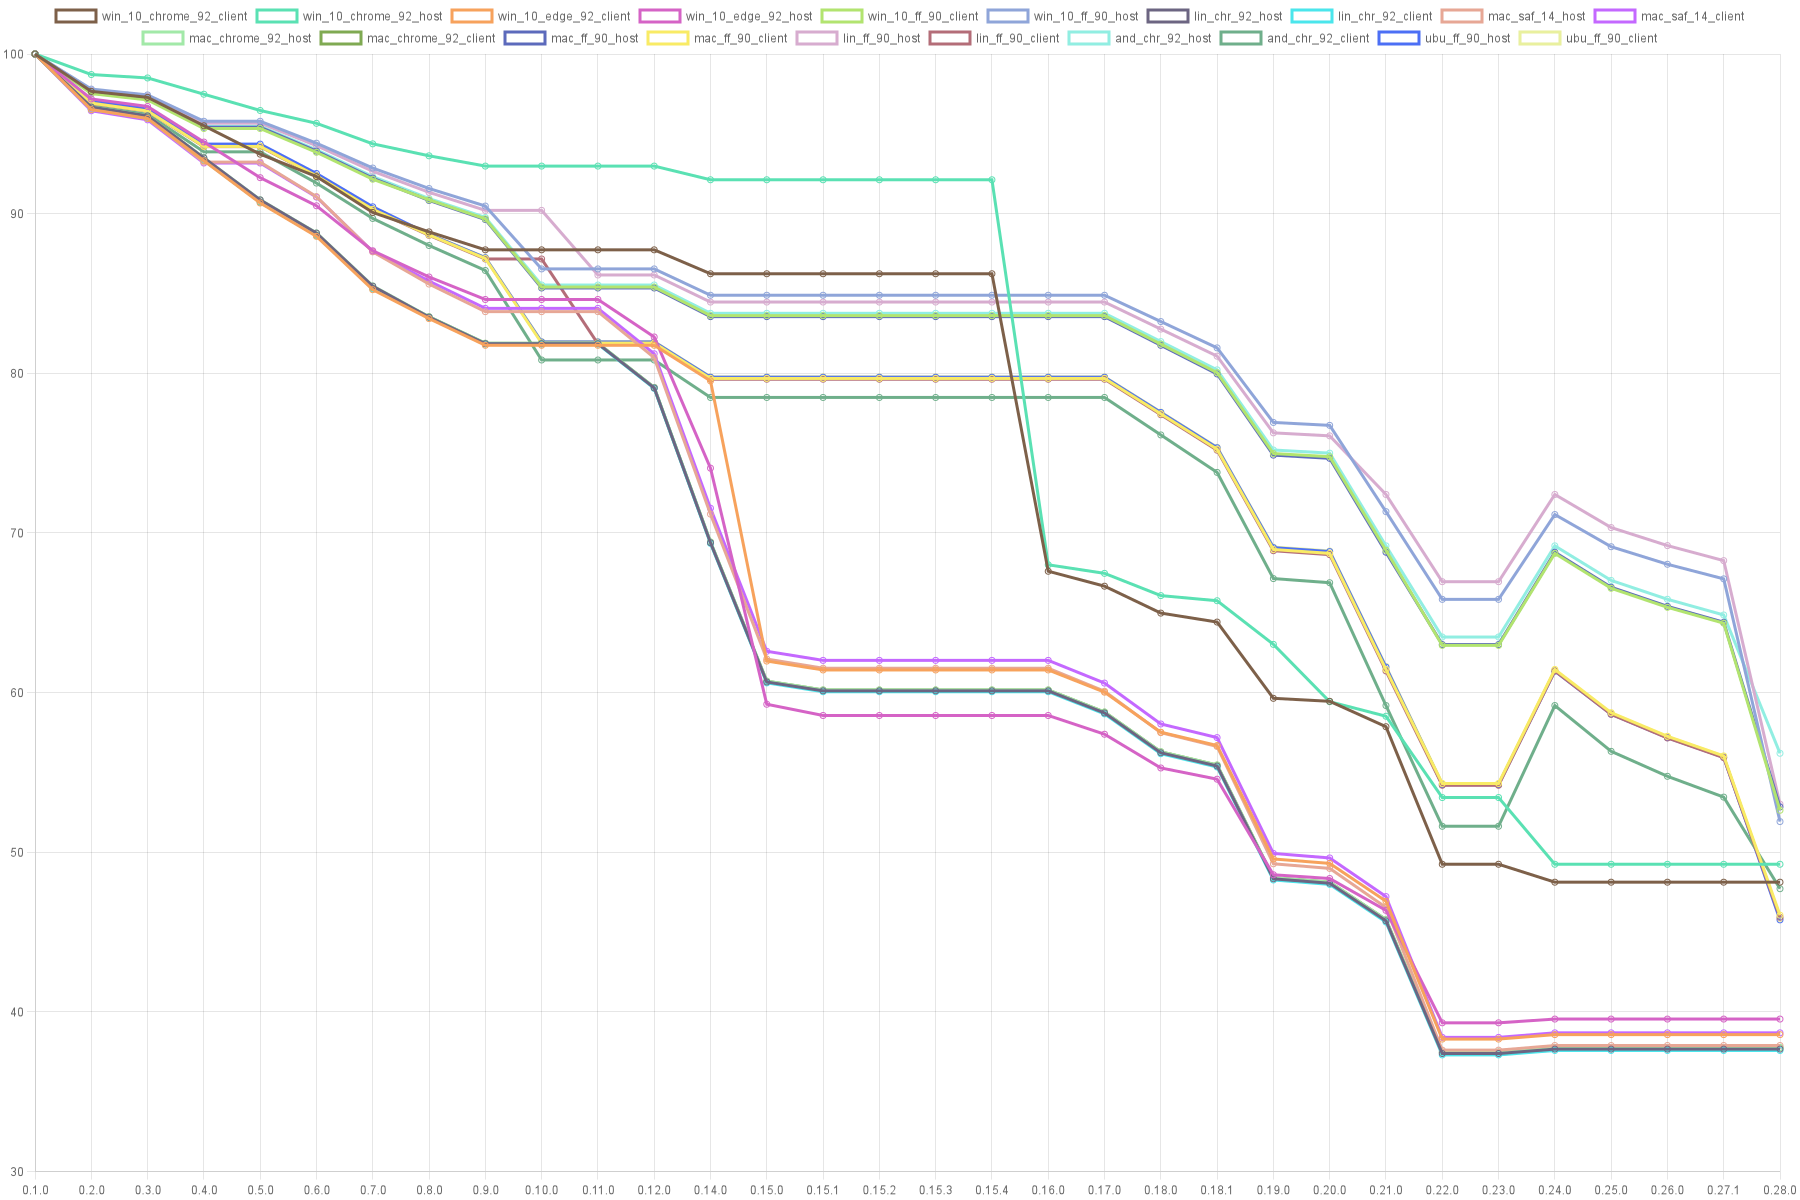 win_10_chrome_92_client win_10_chrome_92_host win_10_edge_92_client win_10_edge_92_host win_10_ff_90_client win_10_ff_90_host lin_chr_92_host lin_chr_92_client mac_saf_14_host mac_saf_14_client
mac_chrome_92_host mac_chrome_92_client mac_ff_90_host mac_ff_90_client lin_ff_90_host lin_ff_90_client and_chr_92_host and_chr_92_client ubu_ff_90_host ubu_ff_90_client
100
90
80
70
60
50
40
30
0.1.0 0.2.0 0.3.0 0.4.0 0.5.0 0.6.0 0.7.0 0.8.0 0.9.0 0.10.0 0.11.0 0.12.0 0.14.0 0.15.0 0.15.1 0.15.2 0.15.3 0.15.4 0.16.0 0.17.0 0.18.0 0.18.1 0.19.0 0.20.0 0.21.0 0.22.0 0.23.0 0.24.0 0.25.0 0.26.0 0.27.1 0.28.0